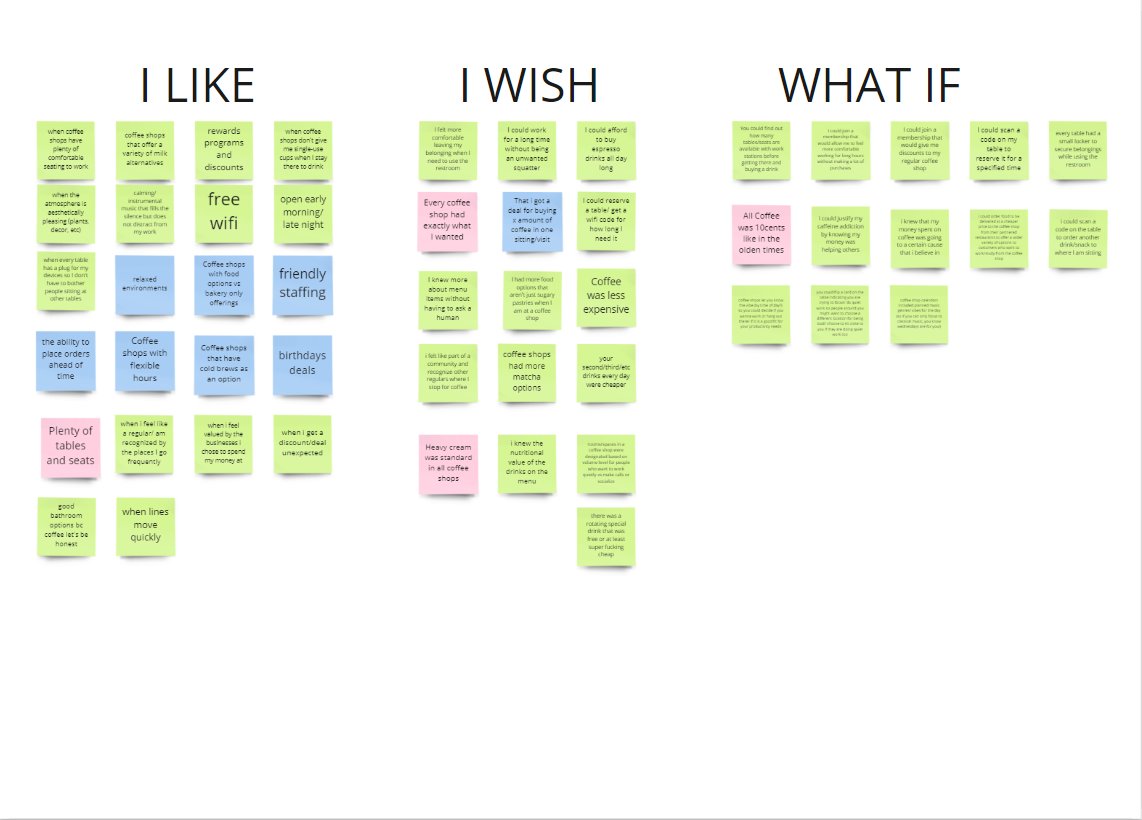 I LIKE
when coffee
shops have
plenty of
comfortable
seating to work
coffee shops
that offer a
variety of milk
alternatives
rewards
programs
and
discounts
when coffee
shops don't give
me single-use
cups when I stay
there to drink
when the
atmosphere is
aesthetically
pleasing (plants,
decor, etc)
calming/
instrumental
music that fills the
silence but does
not distract from
my work
free
wifi
open early
morning/
late night
when every table
has a plug for my
devices so I don't
have to bother
people sitting at
other tables
relaxed
environments
Coffee shops
with food
options vs
bakery only
offerings
friendly
staffing
the ability to
place orders
ahead of
time
Coffee
shops with
flexible
hours
Coffee shops
that have
cold brews as
an option
birthdays
deals
Plenty of
tables
and seats
when i feel like
a regular/ am
recognized by
the places I go
frequently
when i feel
valued by the
businesses i
chose to spend
my money at
when i get a
discount/deal
unexpected
good
bathroom
options bc
coffee let's be
honest
when lines
move
quickly
I WISH
I felt more
comfortable
leaving my
belonging when I
need to use the
restroom
I could work
for a long time
without being
an unwanted
squatter
I could afford
to buy
espresso
drinks all day
long
Every coffee
shop had
exactly what
I wanted
That i got a
deal for buying
x amount of
coffee in one
sitting/visit
I could reserve
a table/ get a
wifi code for
how long I
need it
I knew more
about menu
items without
having to ask a
human
I had more food
options that
aren't just sugary
pastries when I
am at a coffee
shop
Coffee
was less
expensive
i felt like part of a
community and
recognize other
regulars where I
stop for coffee
coffee shops
had more
matcha
options
your
second/third/etc
drinks every day
were cheaper
Heavy cream
was standard
in all coffee
shops
I knew the
nutritional
value of the
drinks on the
menu
coffee shop were
designated based on
volume level for people
who want to work
quietly vs make calls or
socialize
there was a
rotating special
drink that was
free or at least
super fucking
cheap
WHAT IF
You could find out
how many
tables/seats are
available with work
stations before
getting there and
buying a drink
I could join a
membership that
would allow me to feel
more comfortable
working for long hours
without making a lot of
purchases
I could join a
membership that
would give me
discounts to my
regular coffee
shop
I could scan a
code on my
table to
reserve it for a
specified time
every table had a
small locker to
secure belongings
while using the
restroom
All Coffee
was 10cents
like in the
olden times
I could justify my
caffeine addiction
by knowing my
money was
helping others
I knew that my
money spent on
coffee was going
to a certain cause
that I believe in
I could scan a
code on the table
to order another
drink/snack to
where I am sitting